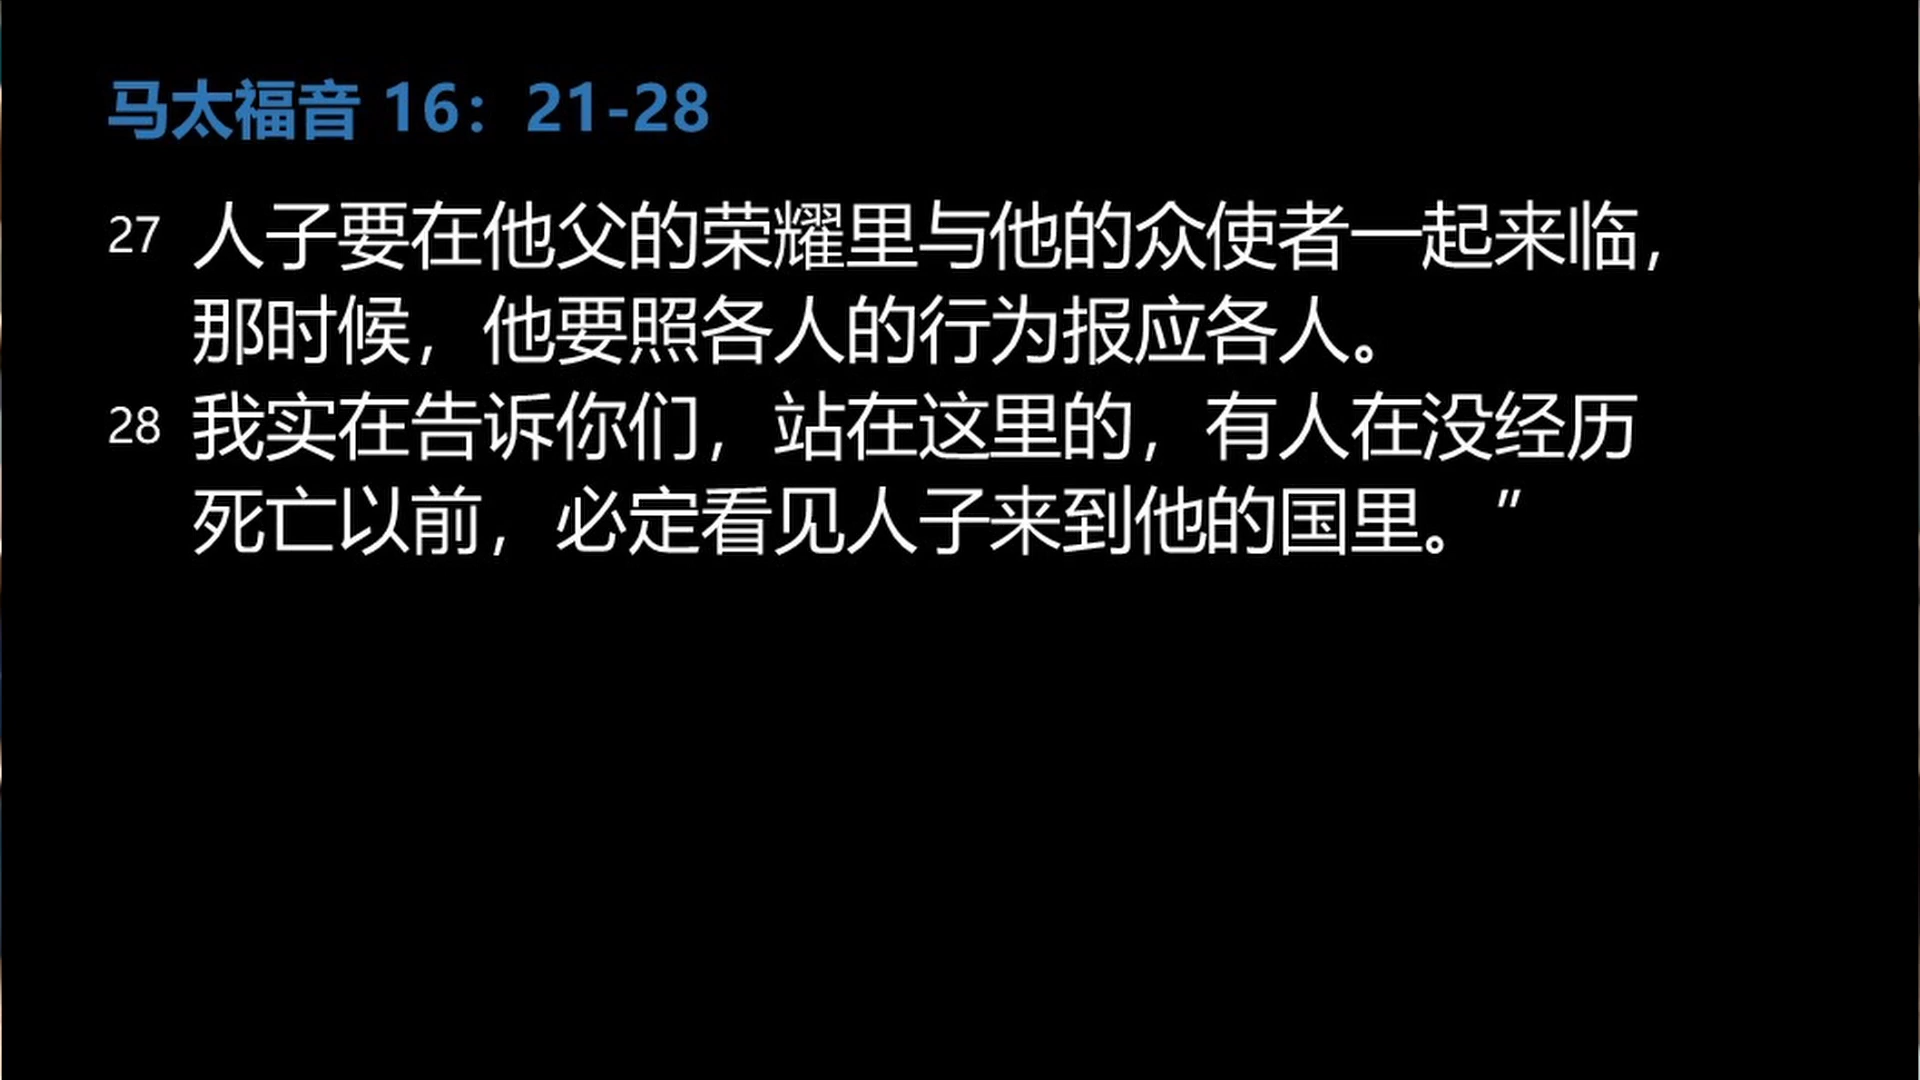 马太福音 16：21-28
27 人子要在他父的荣耀里与他的众使者一起来临，
那时候，他要照各人的行为报应各人。
28 我实在告诉你们，站在这里的，有人在没经历
死亡以前，必定看见人子来到他的国里。”